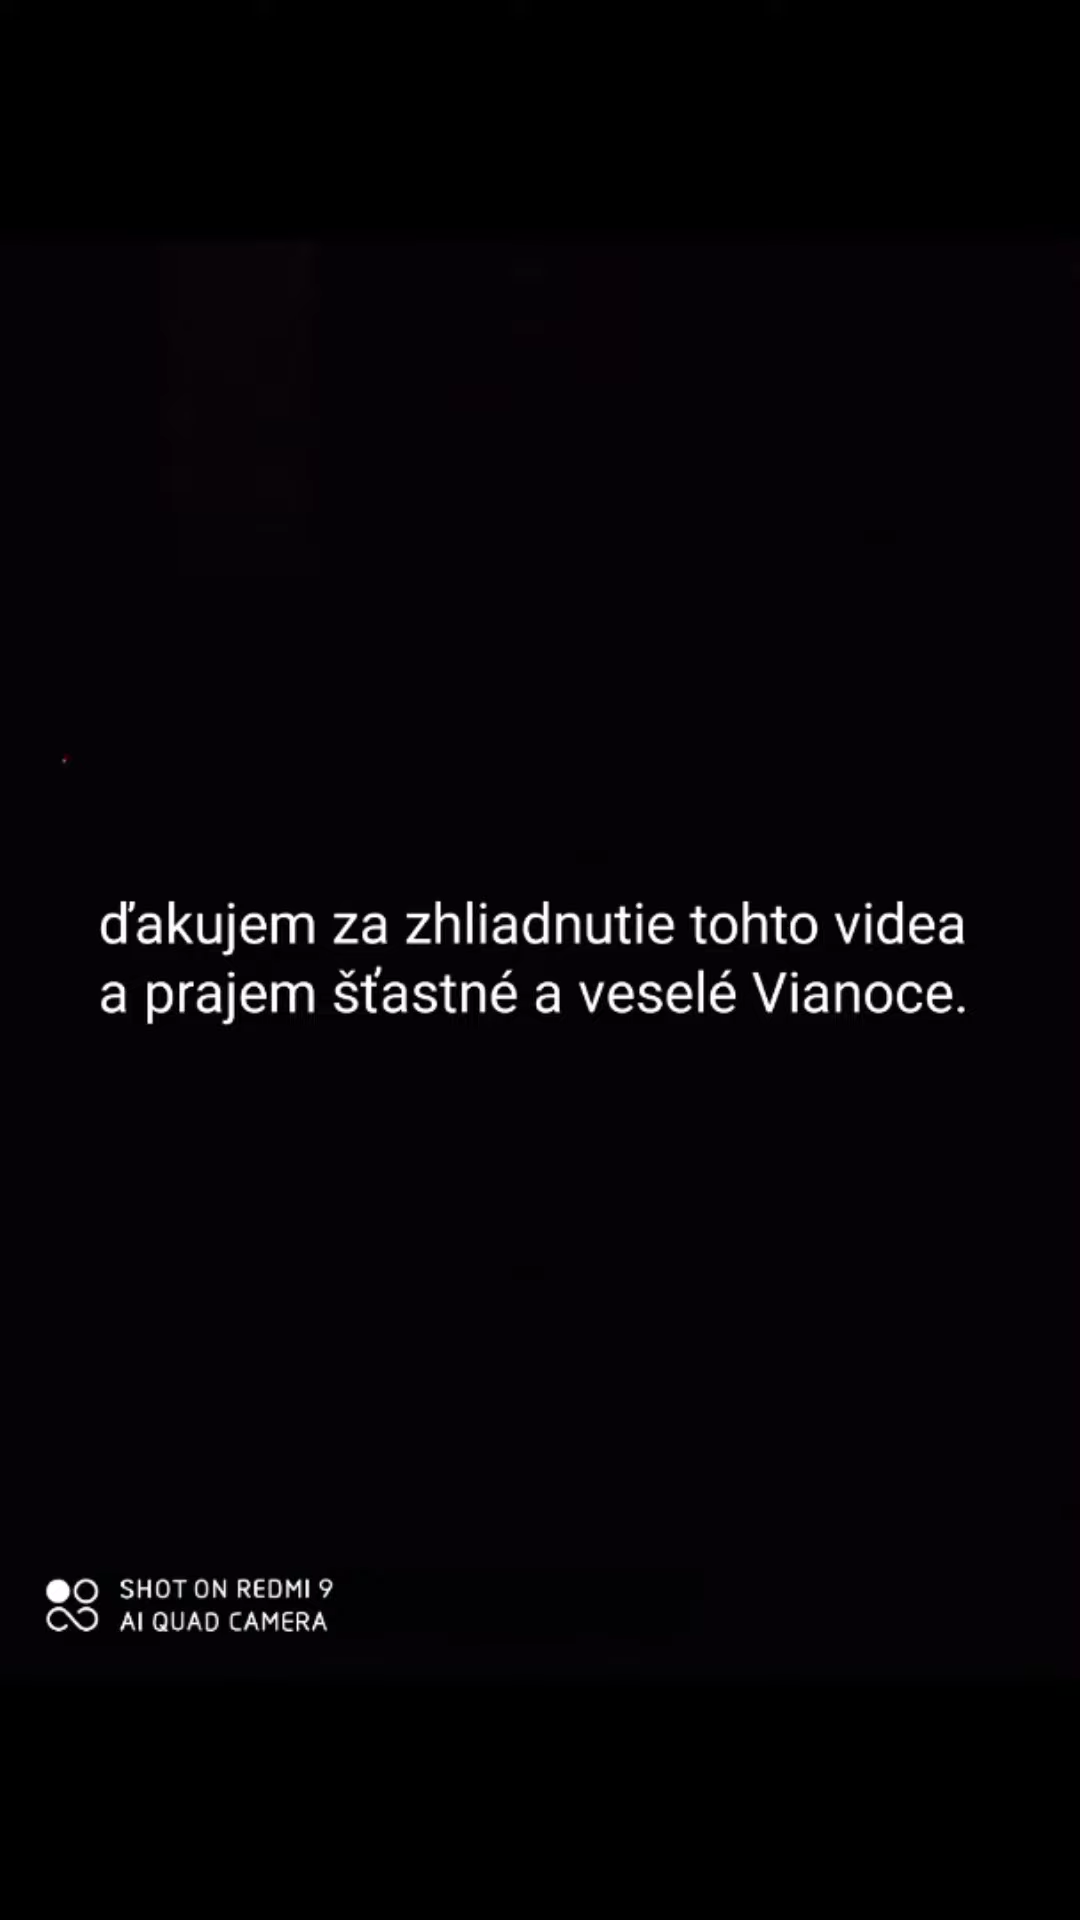 ďakujem za zhliadnutie tohto videa
a prajem šťastné a veselé Vianoce.
SHOT ON REDMI 9
AI QUAD CAMERA